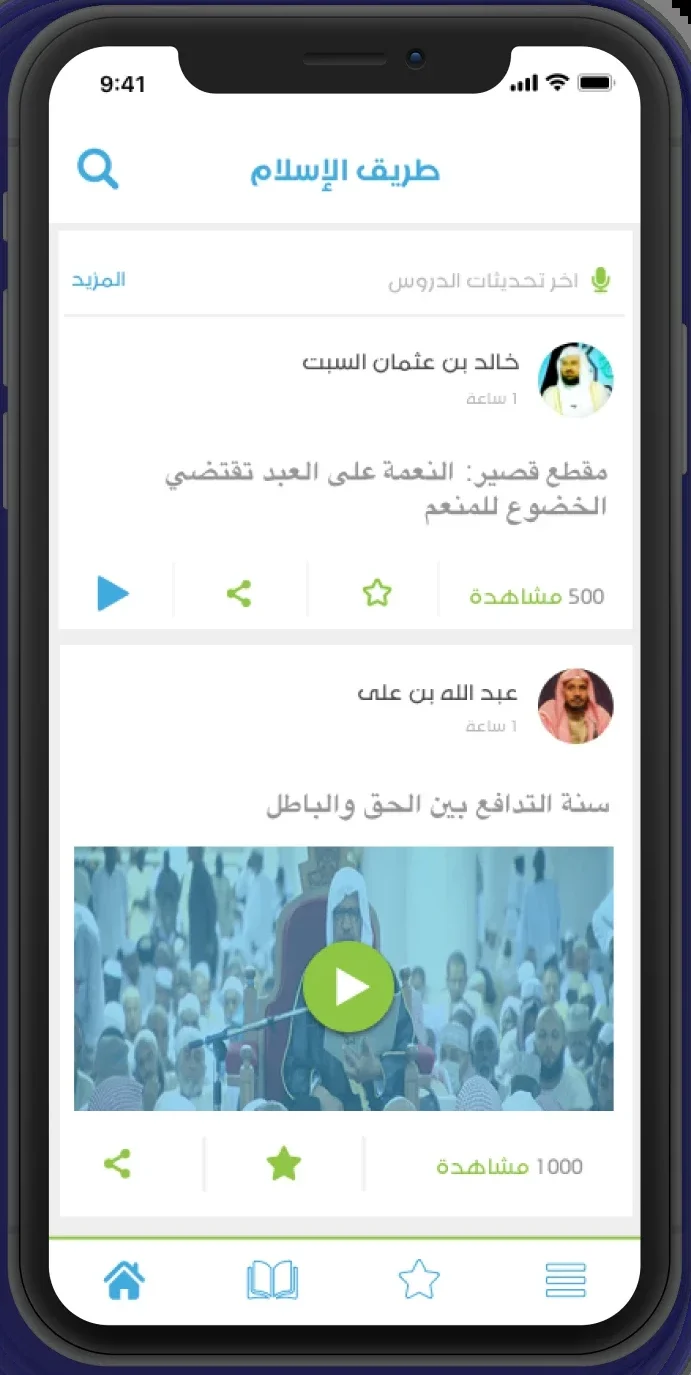 9:41
طريق الإسلام
اخر تحديثات الدروس
المزيد
خالد بن عثمان السبت
1 ساعة
مقطع قصير: النعمة على العبد تقتضي
الخضوع للمنعم
500 مشاهدة
عبد الله بن على
1 ساعة
سنة التدافع بين الحق والباطل
1000 مشاهدة